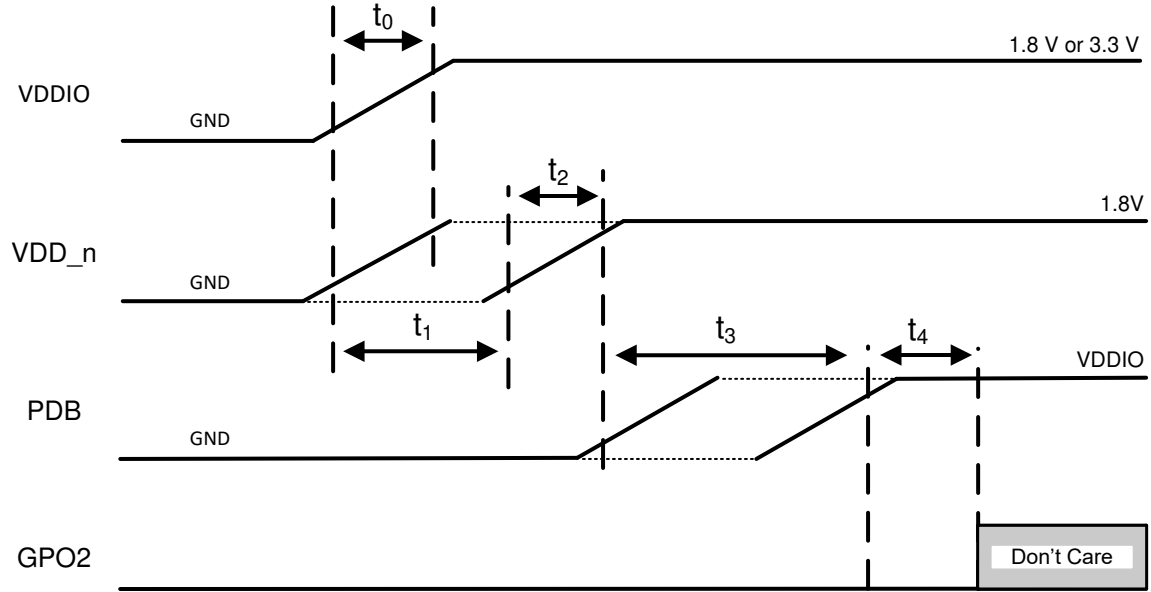 t0
1.8 V or 3.3 V
VDDIO
GND
t2
1.8V
VDD_n
GND
t1
t3
t4
VDDIO
PDB
GND
GPO2
Don't Care